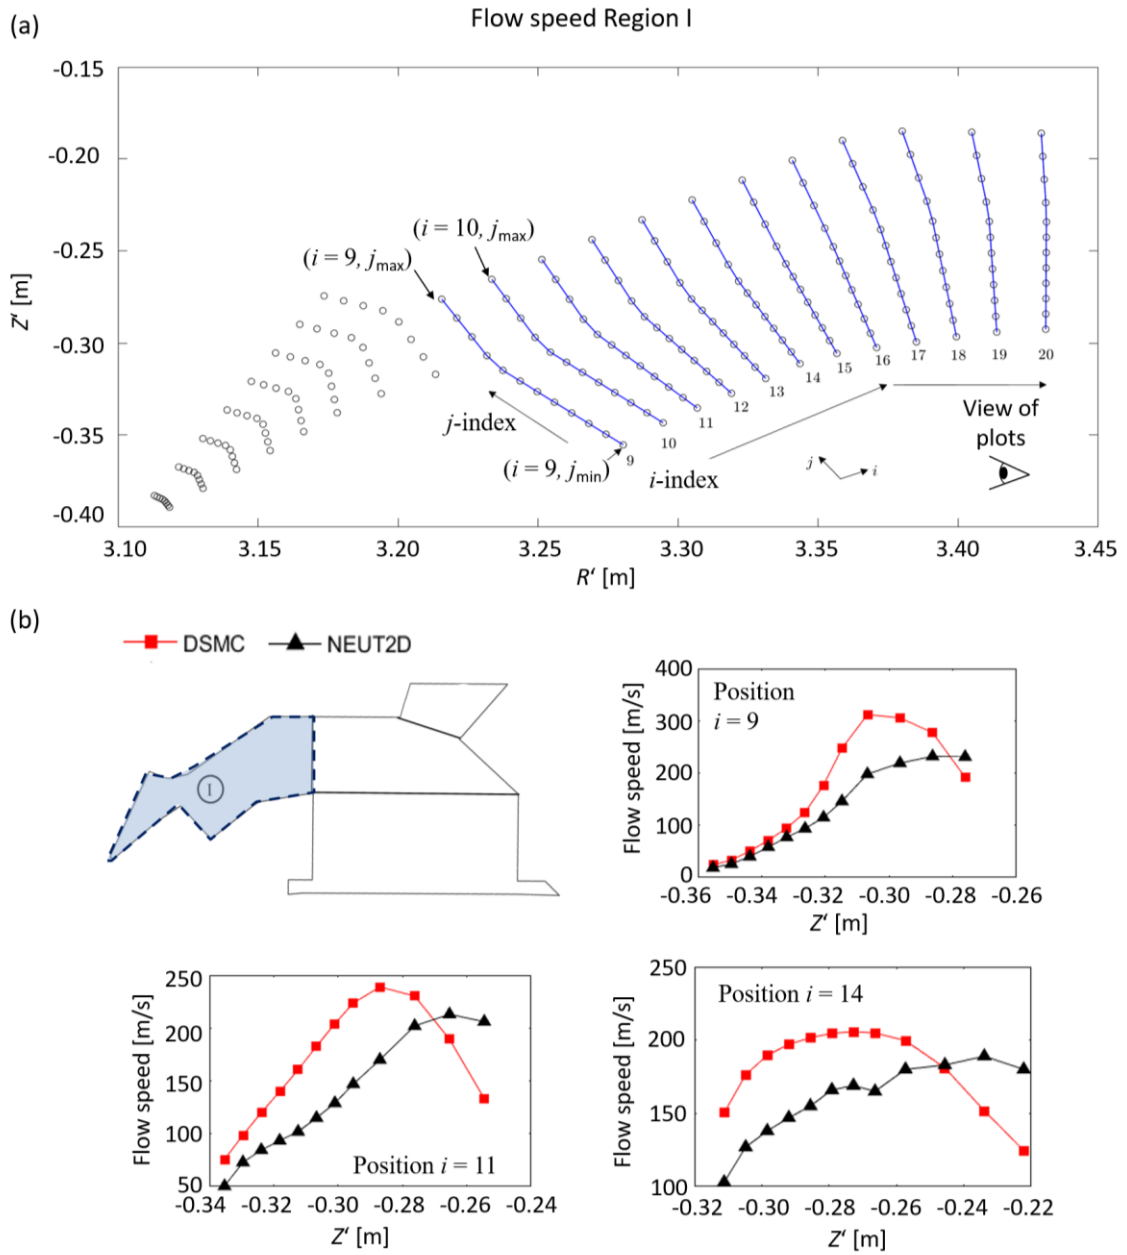 (a)
Flow speed Region I
-0.15
-0.20
-0.25
-0.30
-0.35
-0.40
Z‘ [m]
(i = 10, jmax)
(i = 9, jmax)
j-index
(i = 9, jmin)
i-index
9
10
11
12
13
14
15
16
17
18
19
20
View of
plots
j
i
3.10 3.15 3.20 3.25 3.30 3.35 3.40 3.45
R‘ [m]
(b)
DSMC NEUT2D
I
Flow speed [m/s]
400
300
200
100
0
Position
i = 9
-0.36 -0.34 -0.32 -0.30 -0.28 -0.26
Z‘ [m]
Flow speed [m/s]
250
200
150
100
50
Position i = 11
-0.34 -0.32 -0.30 -0.28 -0.26 -0.24
Z‘ [m]
Flow speed [m/s]
250
200
150
100
Position i = 14
-0.32 -0.30 -0.28 -0.26 -0.24 -0.22
Z‘ [m]